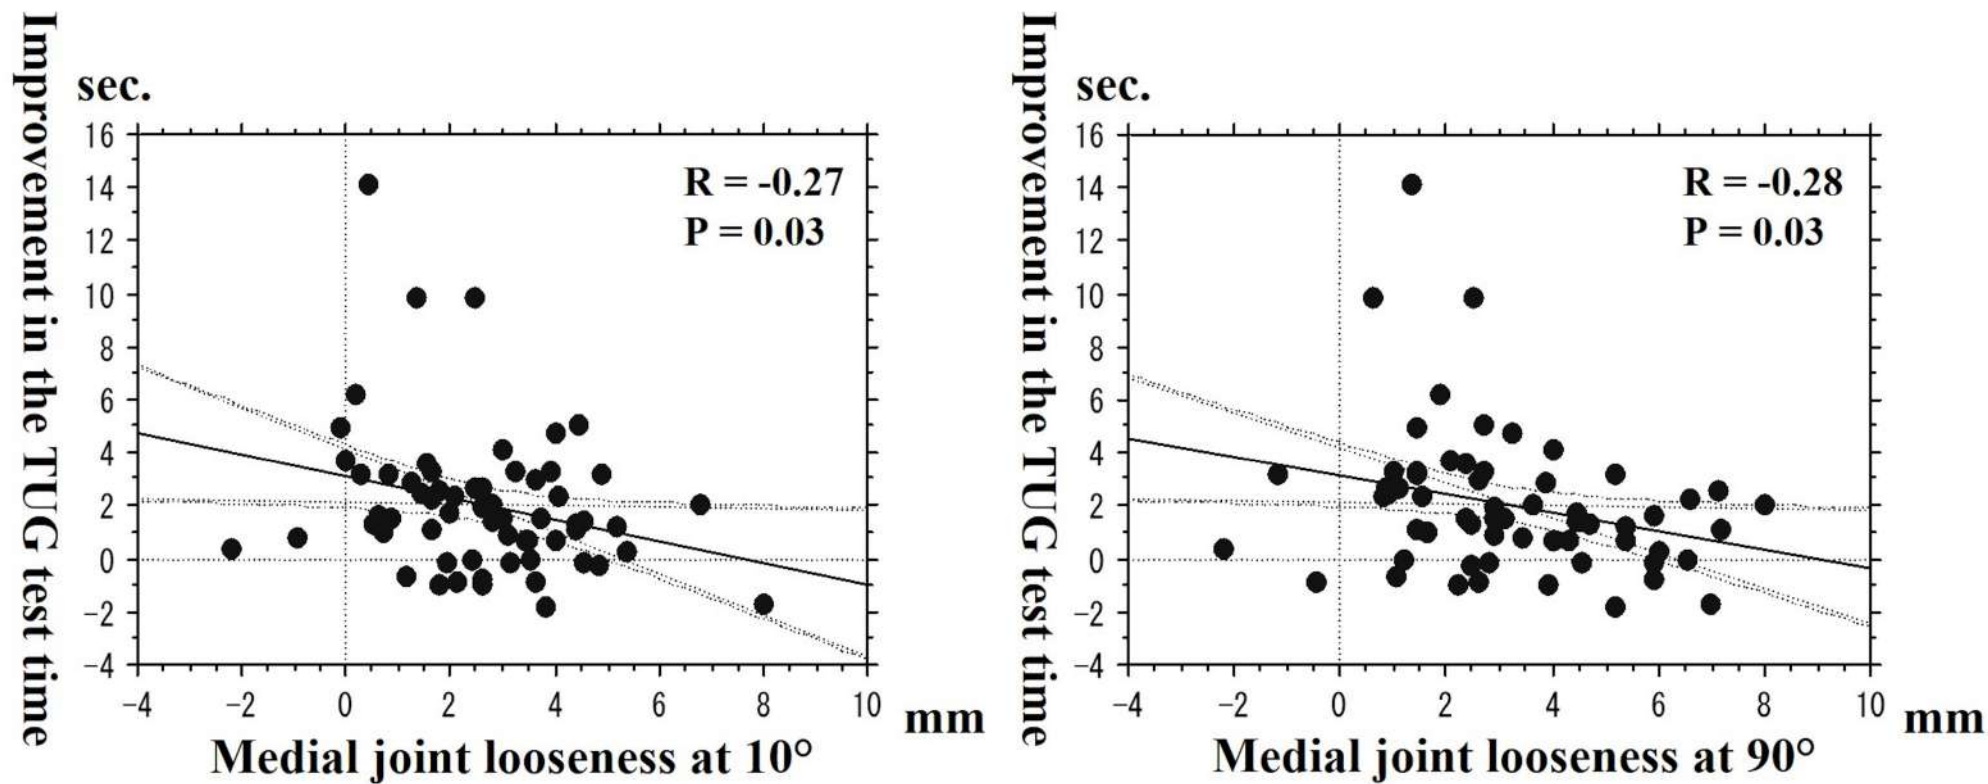 Improvement in the TUG test time
sec.
16
14
12
10
8
6
4
2
0
-2
-4
R = -0.27
P = 0.03
-4 -2 0 2 4 6 8 10
mm
Medial joint looseness at 10°
Improvement in the TUG test time
sec.
16
14
12
10
8
6
4
2
0
-2
-4
R = -0.28
P = 0.03
-4 -2 0 2 4 6 8 10
mm
Medial joint looseness at 90°